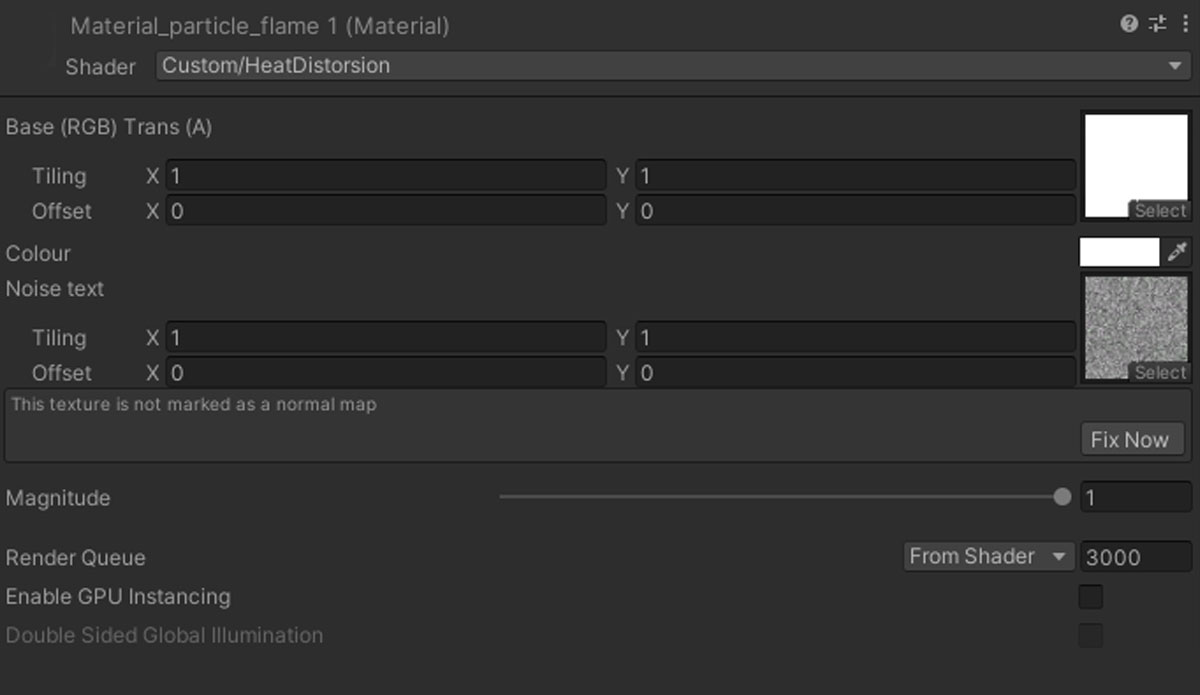 Material_particle_flame 1 (Material)
Shader Custom/HeatDistorsion
Base (RGB) Trans (A)
Tiling X 1 Y 1
Offset X 0 Y 0
Select
Colour
Noise text
Tiling X 1 Y 1
Offset X 0 Y 0
Select
This texture is not marked as a normal map
Fix Now
Magnitude 1
Render Queue From Shader 3000
Enable GPU Instancing
Double Sided Global Illumination